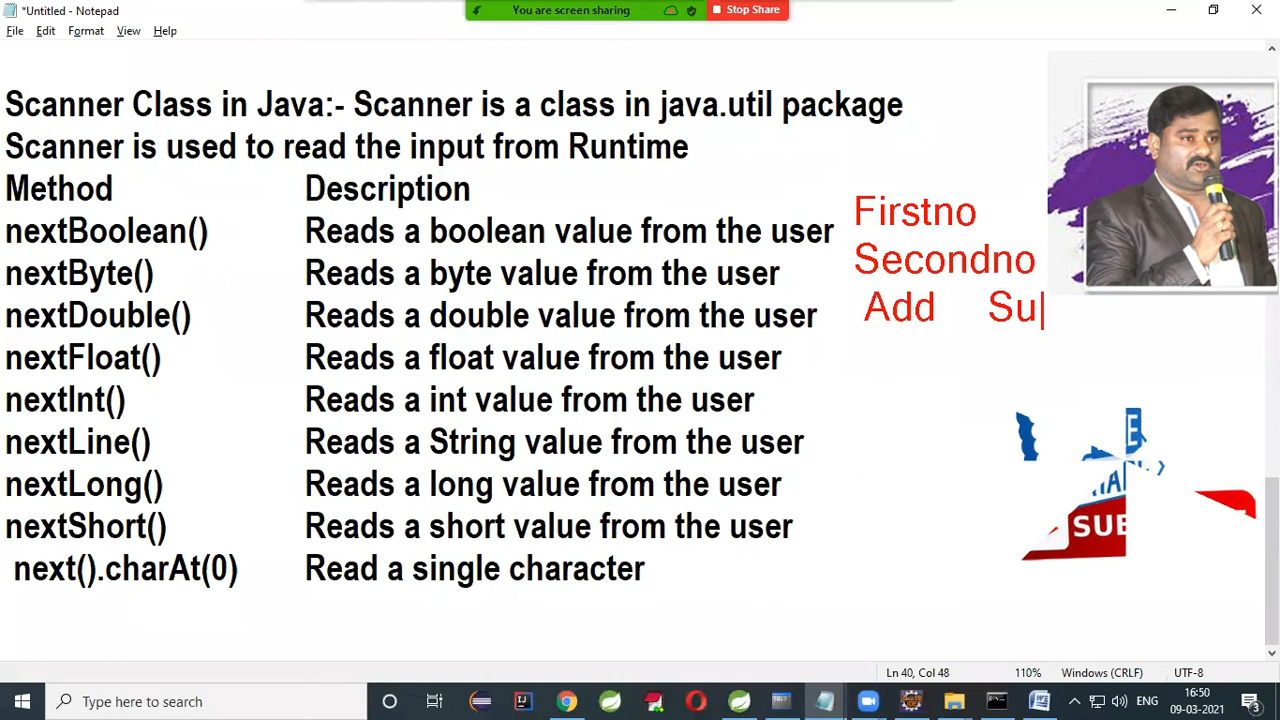 *Untitled - Notepad
You are screen sharing
Stop Share
File Edit Format View Help
Scanner Class in Java:- Scanner is a class in java.util package
Scanner is used to read the input from Runtime
Method Description
nextBoolean() Reads a boolean value from the user
nextByte() Reads a byte value from the user
nextDouble() Reads a double value from the user
nextFloat() Reads a float value from the user
nextInt() Reads a int value from the user
nextLine() Reads a String value from the user
nextLong() Reads a long value from the user
nextShort() Reads a short value from the user
next().charAt(0) Read a single character
Firstno
Secondno
Add Su
SUB
Ln 40, Col 48 110% Windows (CRLF) UTF-8
Type here to search
ENG
16:50
09-03-2021
3